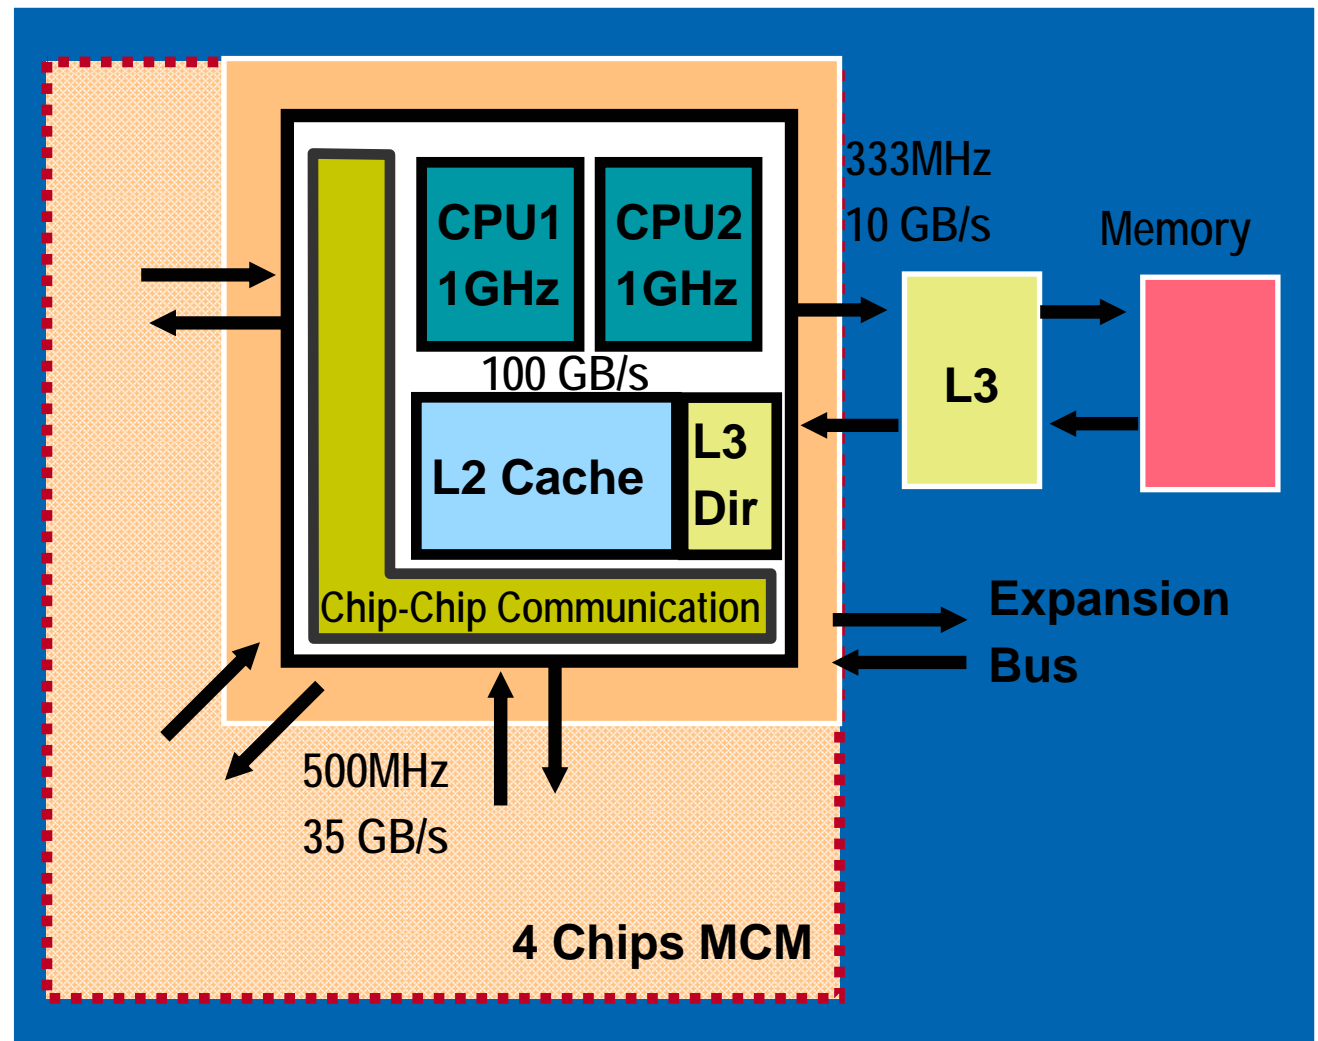 333MHz
10 GB/s
Memory
CPU1
1GHz
CPU2
1GHz
100 GB/s
L3
L2 Cache
L3
Dir
Chip-Chip Communication
Expansion
Bus
500MHz
35 GB/s
4 Chips MCM